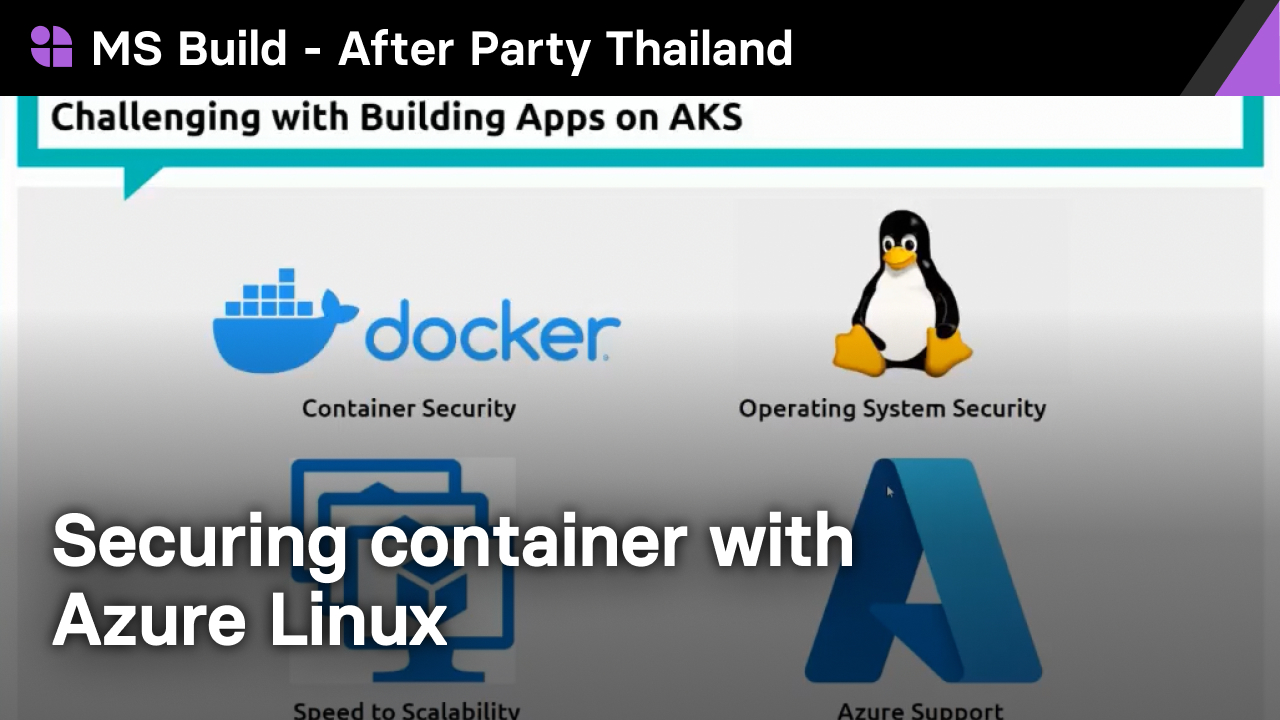 MS Build - After Party Thailand
Challenging with Building Apps on AKS
docker
Container Security
Operating System Security
Securing container with
Azure Linux
Speed to Scalability
Azure Support